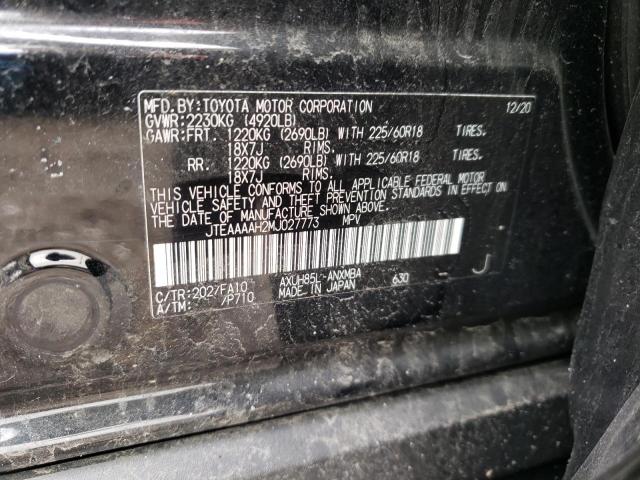 MFD.BY:TOYOTA MOTOR CORPORATION 12/20
GVWR:2230KG (4920LB)
GAWR:FRT. 1220KG (2690LB) WITH 225/60R18 TIRES.
18X7J RIMS.
RR. 1220KG (2690LB) WITH 225/60R18 TIRES.
18X7J RIMS.
THIS VEHICLE CONFORMS TO ALL APPLICABLE FEDERAL MOTOR
VEHICLE SAFETY AND THEFT PREVENTION STANDARDS IN EFFECT ON
THE DATE OF MANUFACTURE SHOWN ABOVE.
JTEAAAAH2MJ027773 MPV
C/TR:202/FA10 AXUH85L-ANXMBA 630 - J
A/TM: /P710 MADE IN JAPAN